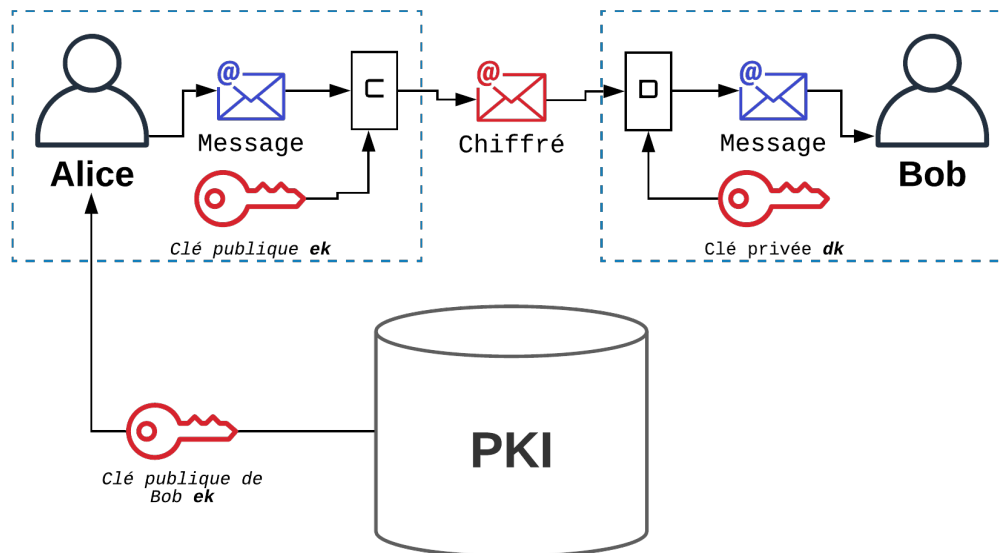 @
@
@
C
D
Message
Chiffré
Message
Alice
Bob
Clé publique ek
Clé privée dk
PKI
Clé publique de
Bob ek